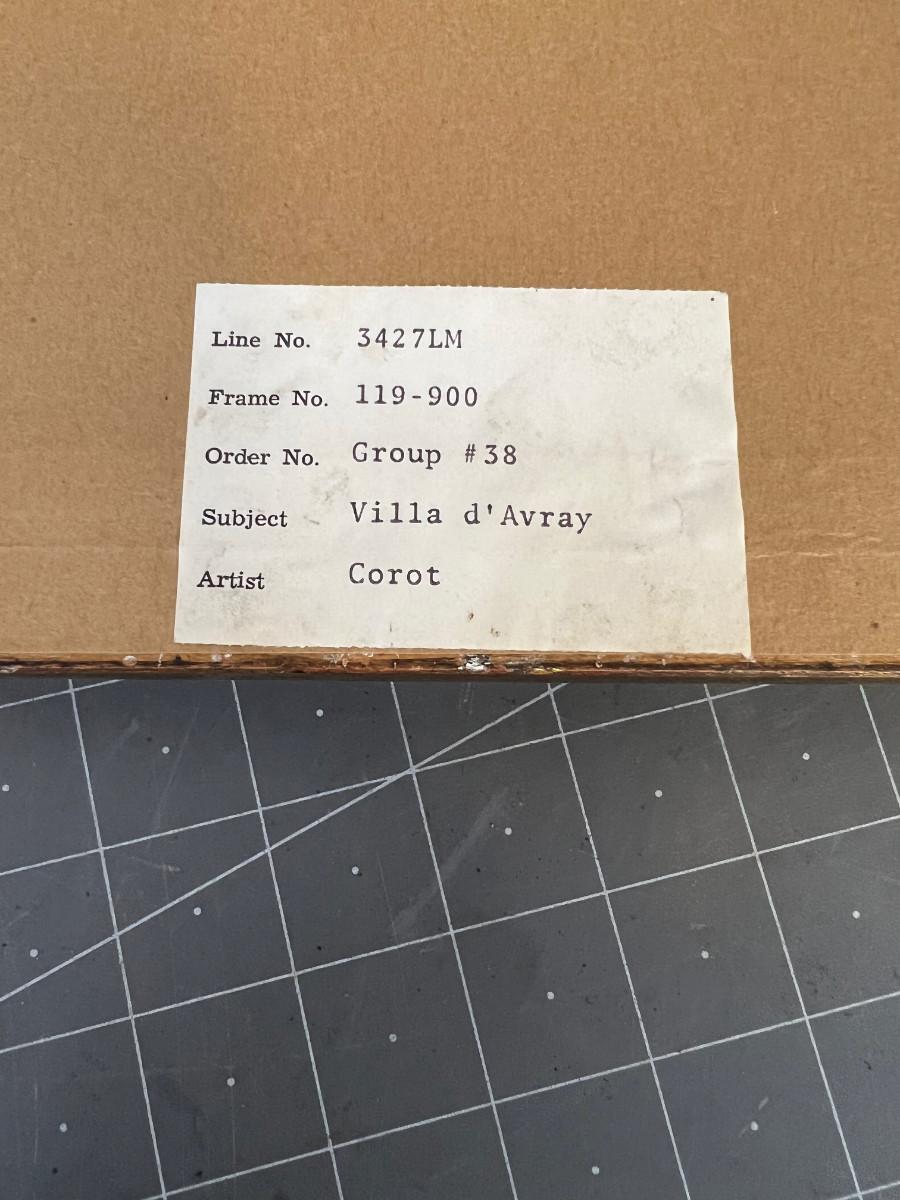 Line No. 3427LM
Frame No. 119-900
Order No. Group #38
Subject Villa d'Avray
Artist Corot